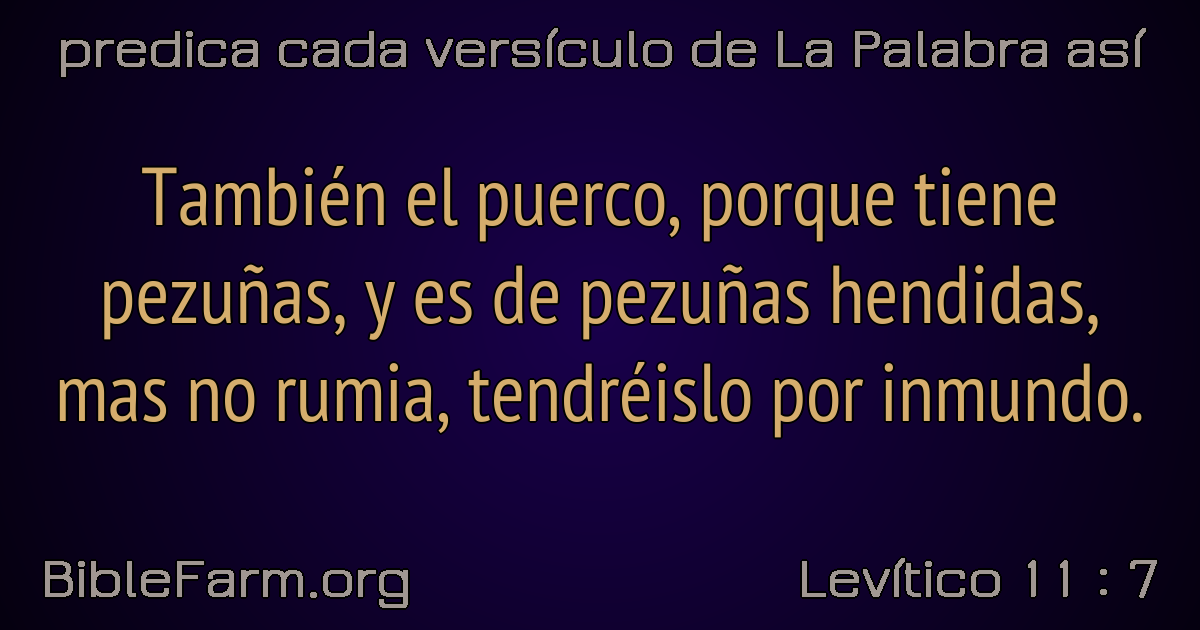 predica cada versículo de La Palabra así
También el puerco, porque tiene
pezuñas, y es de pezuñas hendidas,
mas no rumia, tendréislo por inmundo.
BibleFarm.org
Levítico 11 : 7